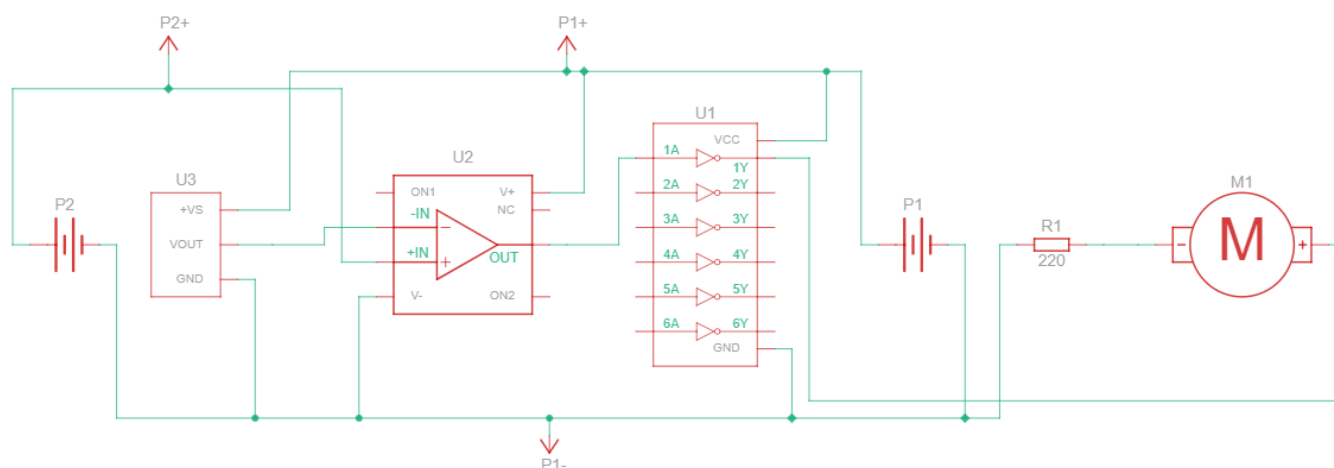 P2+
P1+
U1
VCC
1A
1Y
2A
2Y
3A
3Y
4A
4Y
5A
5Y
6A
6Y
GND
U2
ON1
V+
NC
-IN
+IN
OUT
V-
ON2
U3
+VS
VOUT
GND
P2
P1
R1
220
M1
M
-
+
P1-